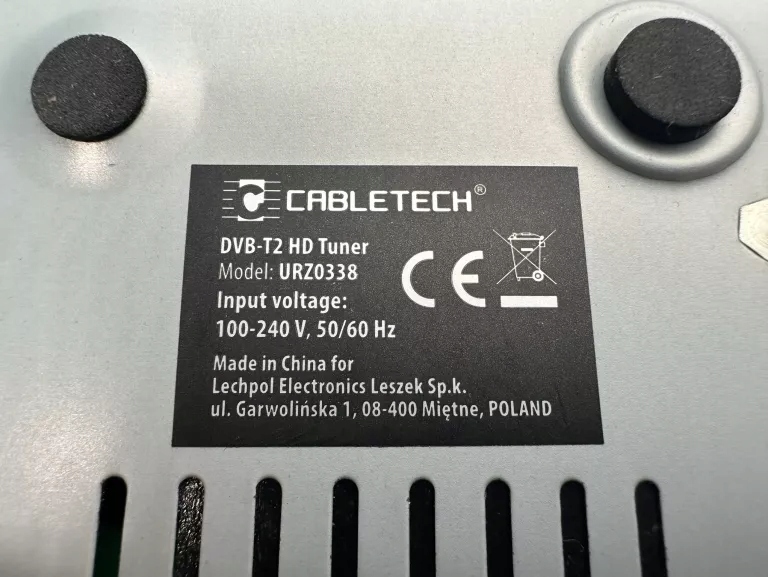 CABLETECH®
DVB-T2 HD Tuner
Model: URZ0338
Input voltage:
100-240 V, 50/60 Hz
CE
Made in China for
Lechpol Electronics Leszek Sp.k.
ul. Garwolińska 1, 08-400 Miętne, POLAND